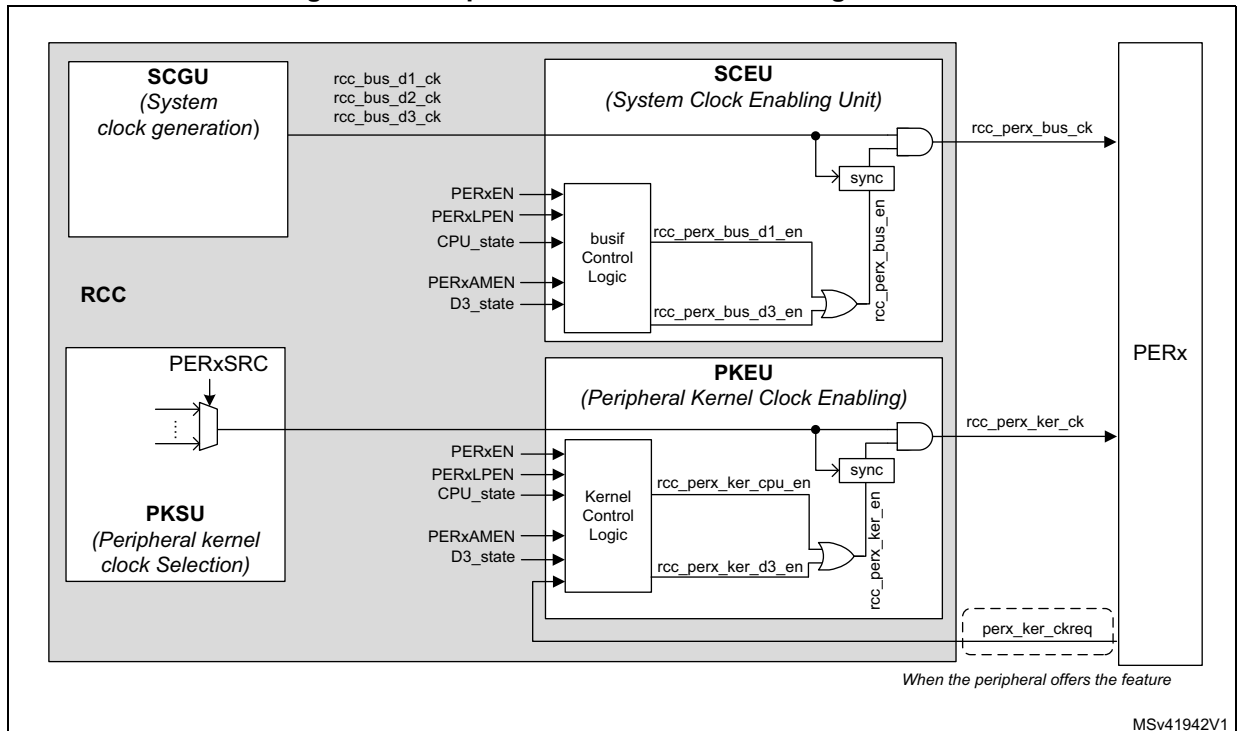 SCGU
(System
clock generation)
rcc_bus_d1_ck
rcc_bus_d2_ck
rcc_bus_d3_ck
SCEU
(System Clock Enabling Unit)
rcc_perx_bus_ck
sync
PERxEN
PERxLPEN
CPU_state
PERxAMEN
D3_state
busif
Control
Logic
rcc_perx_bus_d1_en
rcc_perx_bus_d3_en
rcc_perx_bus_en
RCC
PERx
PERxSRC
PKSU
(Peripheral kernel
clock Selection)
PKEU
(Peripheral Kernel Clock Enabling)
rcc_perx_ker_ck
sync
PERxEN
PERxLPEN
CPU_state
PERxAMEN
D3_state
Kernel
Control
Logic
rcc_perx_ker_cpu_en
rcc_perx_ker_d3_en
rcc_perx_ker_en
perx_ker_ckreq
When the peripheral offers the feature
MSv41942V1